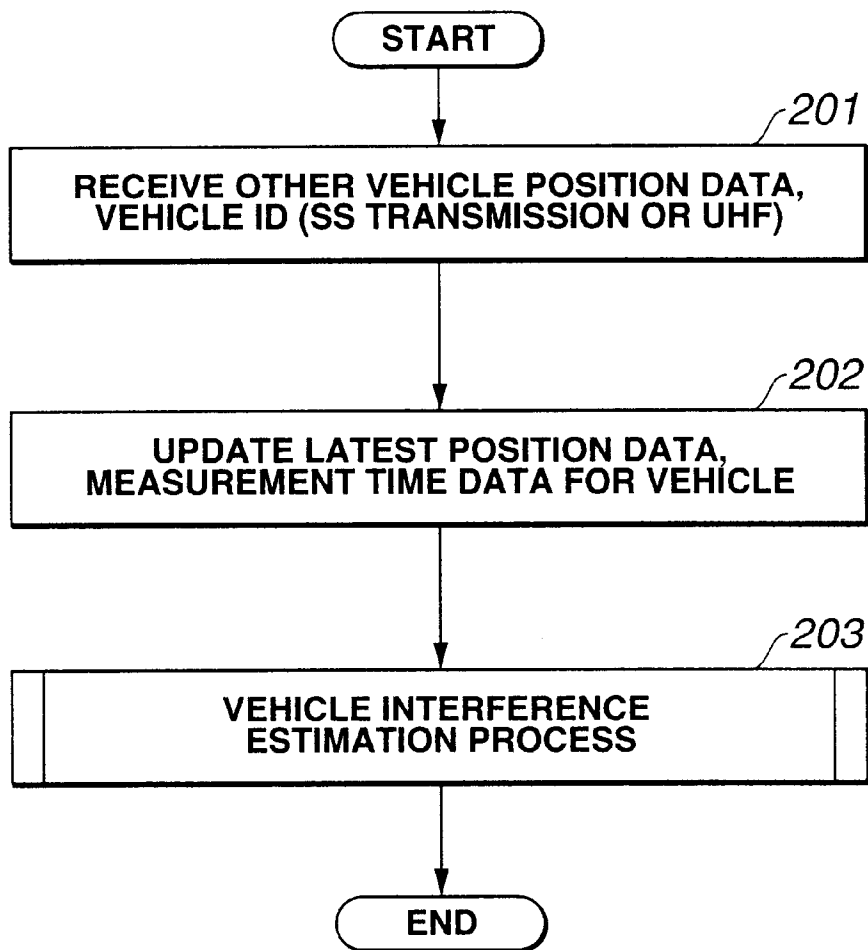 START
201
RECEIVE OTHER VEHICLE POSITION DATA,
VEHICLE ID (SS TRANSMISSION OR UHF)
202
UPDATE LATEST POSITION DATA,
MEASUREMENT TIME DATA FOR VEHICLE
203
VEHICLE INTERFERENCE
ESTIMATION PROCESS
END